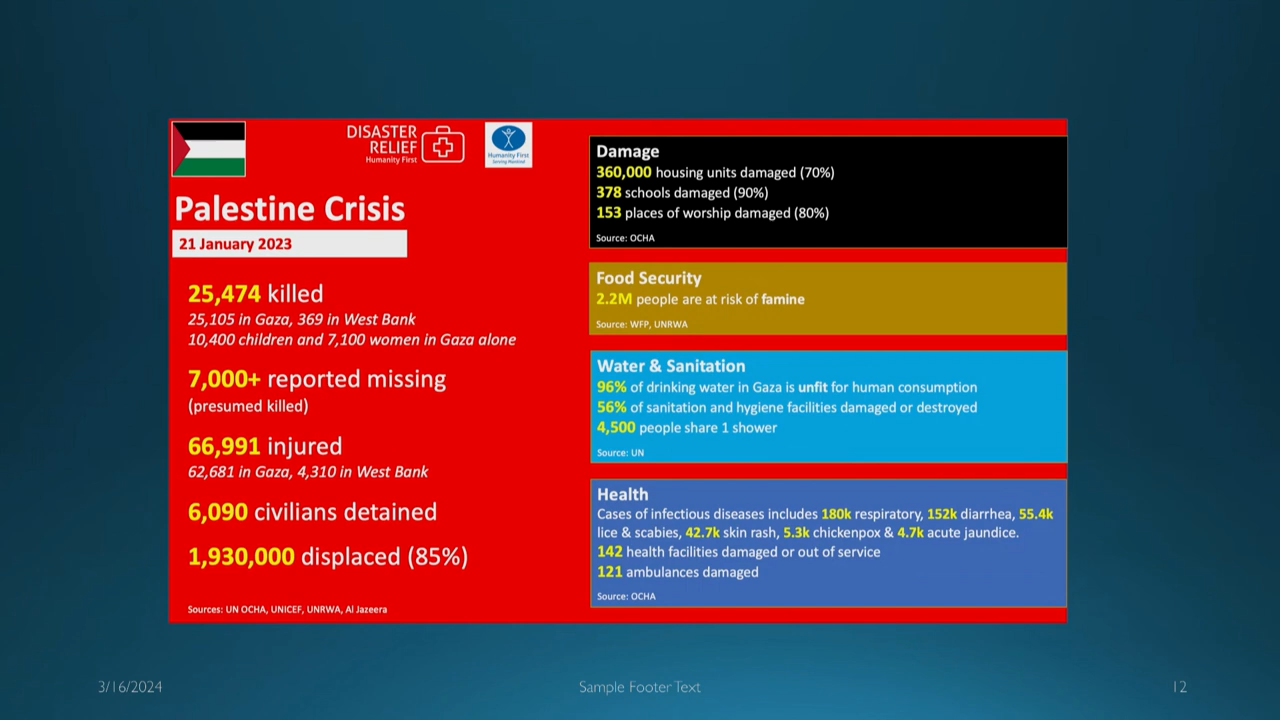 DISASTER
RELIEF
Humanity First
Humanity First
Serving Mankind
Palestine Crisis
21 January 2023
25,474 killed
25,105 in Gaza, 369 in West Bank
10,400 children and 7,100 women in Gaza alone
7,000+ reported missing
(presumed killed)
66,991 injured
62,681 in Gaza, 4,310 in West Bank
6,090 civilians detained
1,930,000 displaced (85%)
Sources: UN OCHA, UNICEF, UNRWA, Al Jazeera
Damage
360,000 housing units damaged (70%)
378 schools damaged (90%)
153 places of worship damaged (80%)
Source: OCHA
Food Security
2.2M people are at risk of famine
Source: WFP, UNRWA
Water & Sanitation
96% of drinking water in Gaza is unfit for human consumption
56% of sanitation and hygiene facilities damaged or destroyed
4,500 people share 1 shower
Source: UN
Health
Cases of infectious diseases includes 180k respiratory, 152k diarrhea, 55.4k
lice & scabies, 42.7k skin rash, 5.3k chickenpox & 4.7k acute jaundice.
142 health facilities damaged or out of service
121 ambulances damaged
Source: OCHA
3/16/2024
Sample Footer Text
12